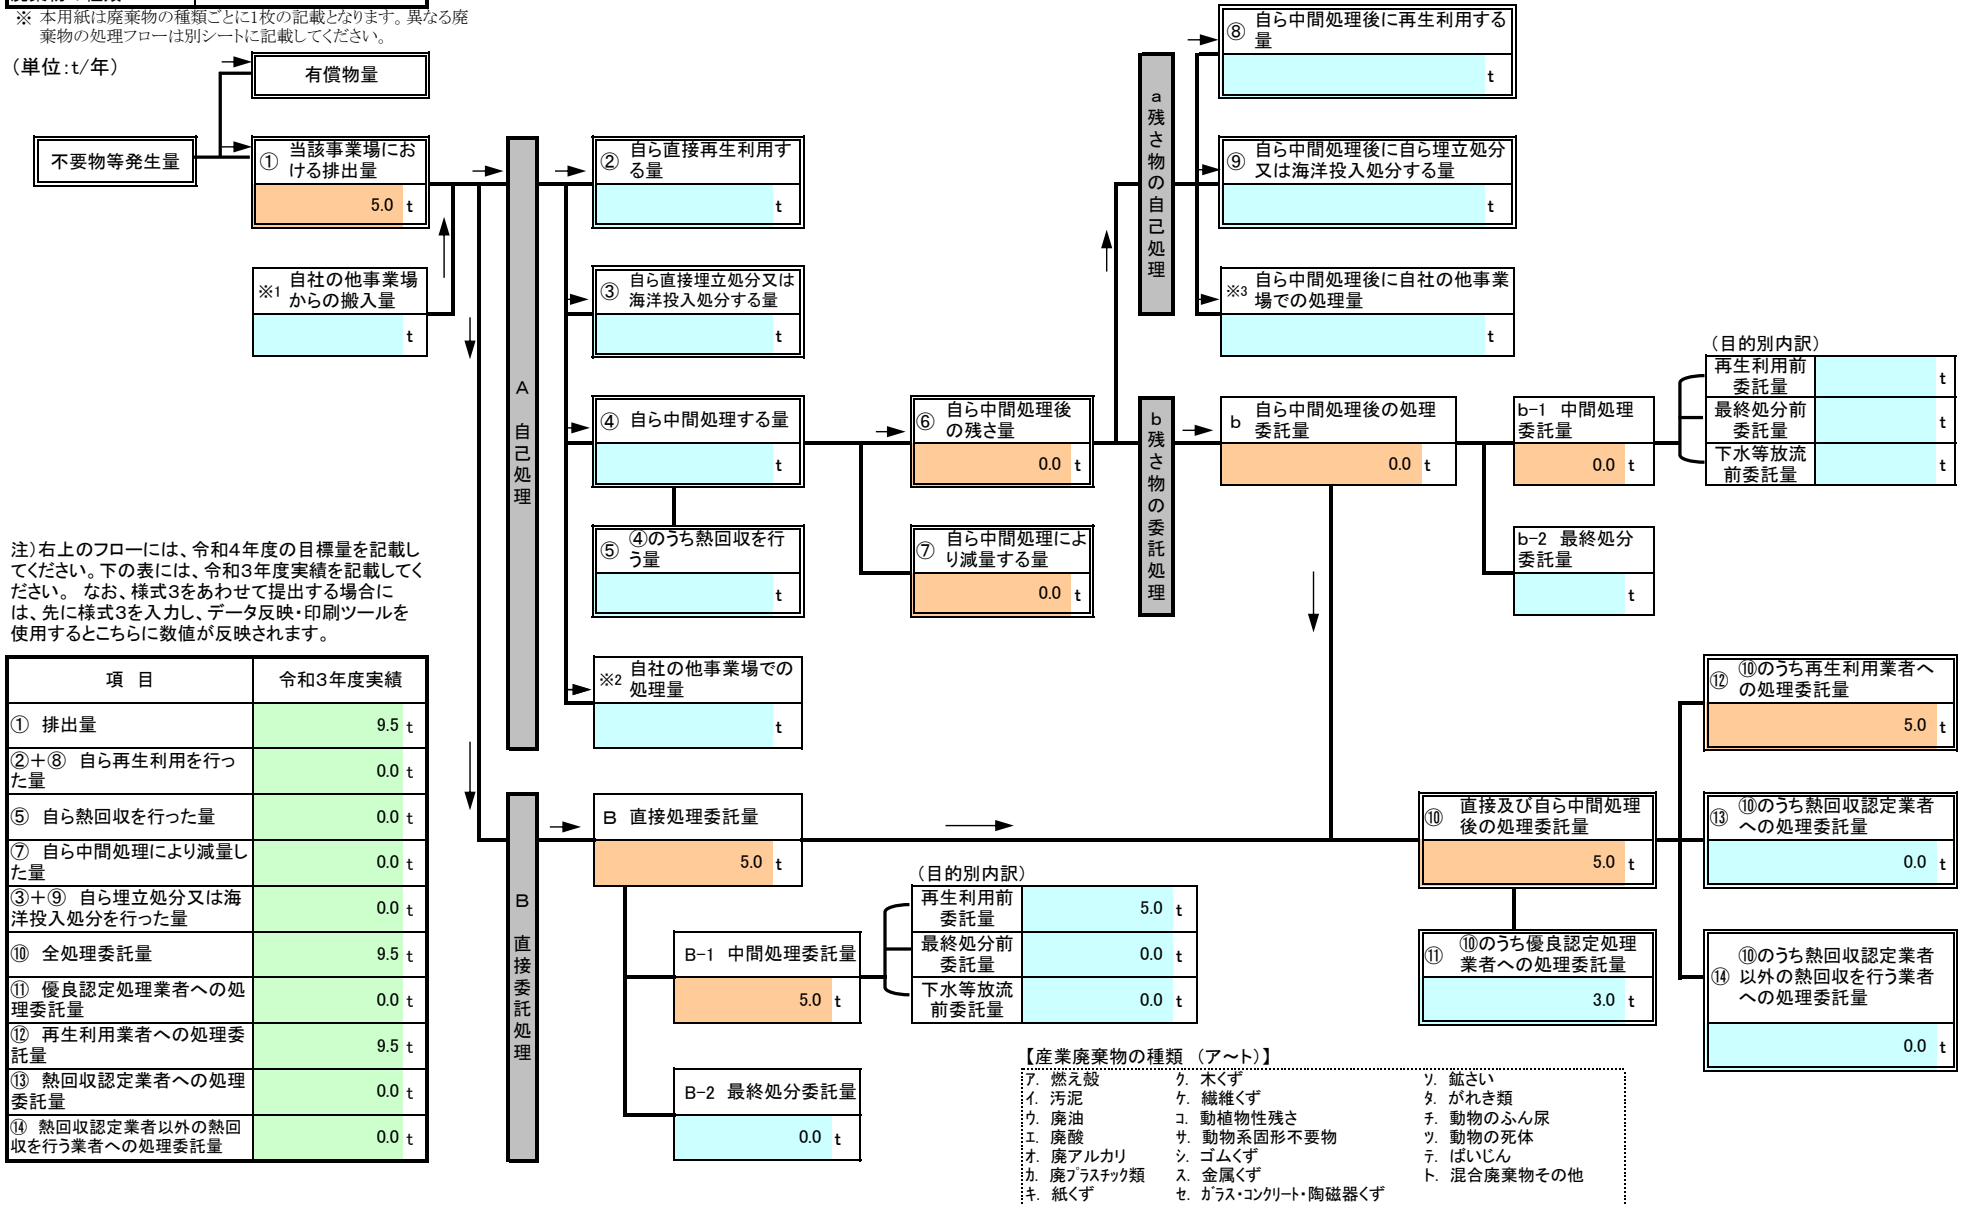 ※ 本用紙は廃棄物の種類ごとに1枚の記載となります。異なる廃
棄物の処理フローは別シートに記載してください。
(単位:t/年)
有償物量
不要物等発生量
① 当該事業場にお
ける排出量
5.0 t
※1 自社の他事業場
からの搬入量
t
A 自己処理
② 自ら直接再生利用す
る量
t
③ 自ら直接埋立処分又は
海洋投入処分する量
t
④ 自ら中間処理する量
t
⑤ ④のうち熱回収を行
う量
t
※2 自社の他事業場での
処理量
t
⑥ 自ら中間処理後
の残さ量
0.0 t
⑦ 自ら中間処理によ
り減量する量
0.0 t
a残さ物の自己処理
⑧ 自ら中間処理後に再生利用する
量
t
⑨ 自ら中間処理後に自ら埋立処分
又は海洋投入処分する量
t
※3 自ら中間処理後に自社の他事業
場での処理量
t
b残さ物の委託処理
b 自ら中間処理後の処理
委託量
0.0 t
b-1 中間処理
委託量
0.0 t
(目的別内訳)
再生利用前
委託量
t
最終処分前
委託量
t
下水等放流
前委託量
t
b-2 最終処分
委託量
t
注)右上のフローには、令和4年度の目標量を記載し
てください。下の表には、令和3年度実績を記載してく
ださい。 なお、様式3をあわせて提出する場合に
は、先に様式3を入力し、データ反映・印刷ツールを
使用するとこちらに数値が反映されます。
項 目 令和3年度実績
① 排出量 9.5 t
②+⑧ 自ら再生利用を行っ
た量 0.0 t
⑤ 自ら熱回収を行った量 0.0 t
⑦ 自ら中間処理により減量し
た量 0.0 t
③+⑨ 自ら埋立処分又は海
洋投入処分を行った量 0.0 t
⑩ 全処理委託量 9.5 t
⑪ 優良認定処理業者への処
理委託量 0.0 t
⑫ 再生利用業者への処理委
託量 9.5 t
⑬ 熱回収認定業者への処理
委託量 0.0 t
⑭ 熱回収認定業者以外の熱回
収を行う業者への処理委託量 0.0 t
B 直接委託処理
B 直接処理委託量
5.0 t
B-1 中間処理委託量
5.0 t
(目的別内訳)
再生利用前
委託量
5.0 t
最終処分前
委託量
0.0 t
下水等放流
前委託量
0.0 t
B-2 最終処分委託量
0.0 t
⑩ 直接及び自ら中間処理
後の処理委託量
5.0 t
⑪ ⑩のうち優良認定処理
業者への処理委託量
3.0 t
⑫ ⑩のうち再生利用業者へ
の処理委託量
5.0 t
⑬ ⑩のうち熱回収認定業者
への処理委託量
0.0 t
⑭ ⑩のうち熱回収認定業者
以外の熱回収を行う業者
への処理委託量
0.0 t
【産業廃棄物の種類 (ア~ト)】
ア. 燃え殻 ク. 木くず ソ. 鉱さい
イ. 汚泥 ケ. 繊維くず タ. がれき類
ウ. 廃油 コ. 動植物性残さ チ. 動物のふん尿
エ. 廃酸 サ. 動物系固形不要物 ツ. 動物の死体
オ. 廃アルカリ シ. ゴムくず テ. ばいじん
カ. 廃プラスチック類 ス. 金属くず ト. 混合廃棄物その他
キ. 紙くず セ. ガラス・コンクリート・陶磁器くず